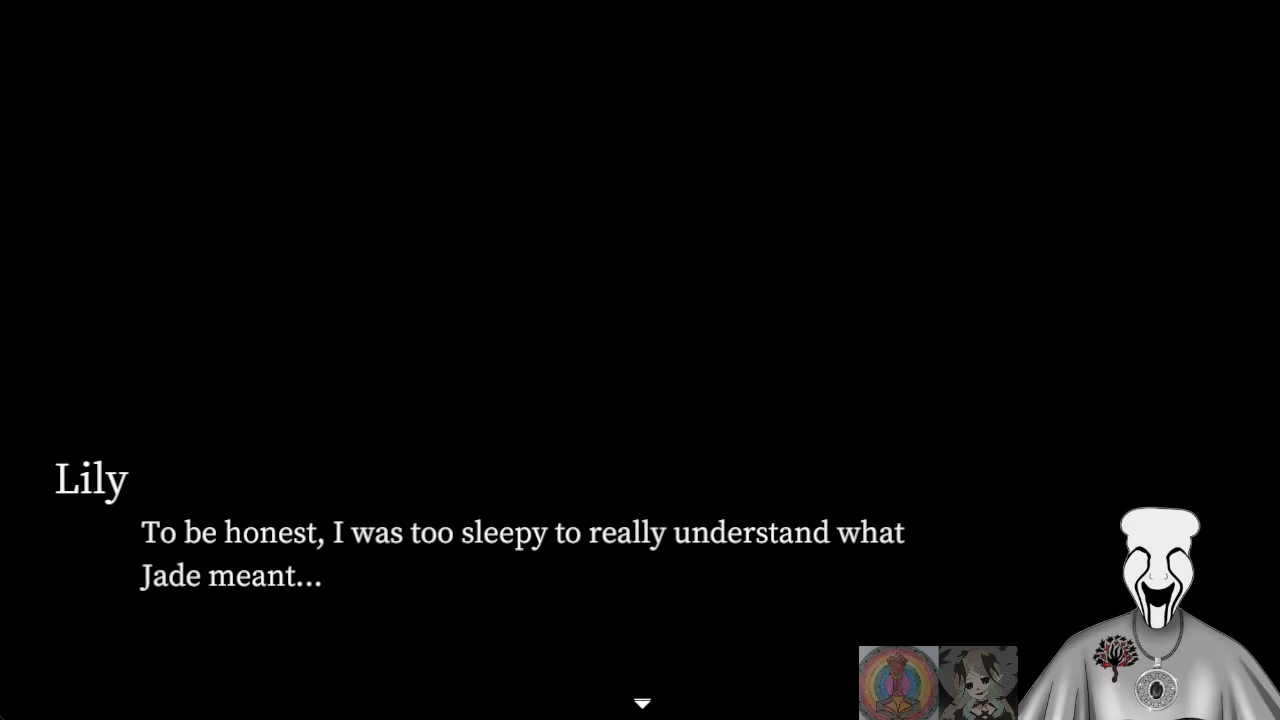 Lily
To be honest, I was too sleepy to really understand what
Jade meant...